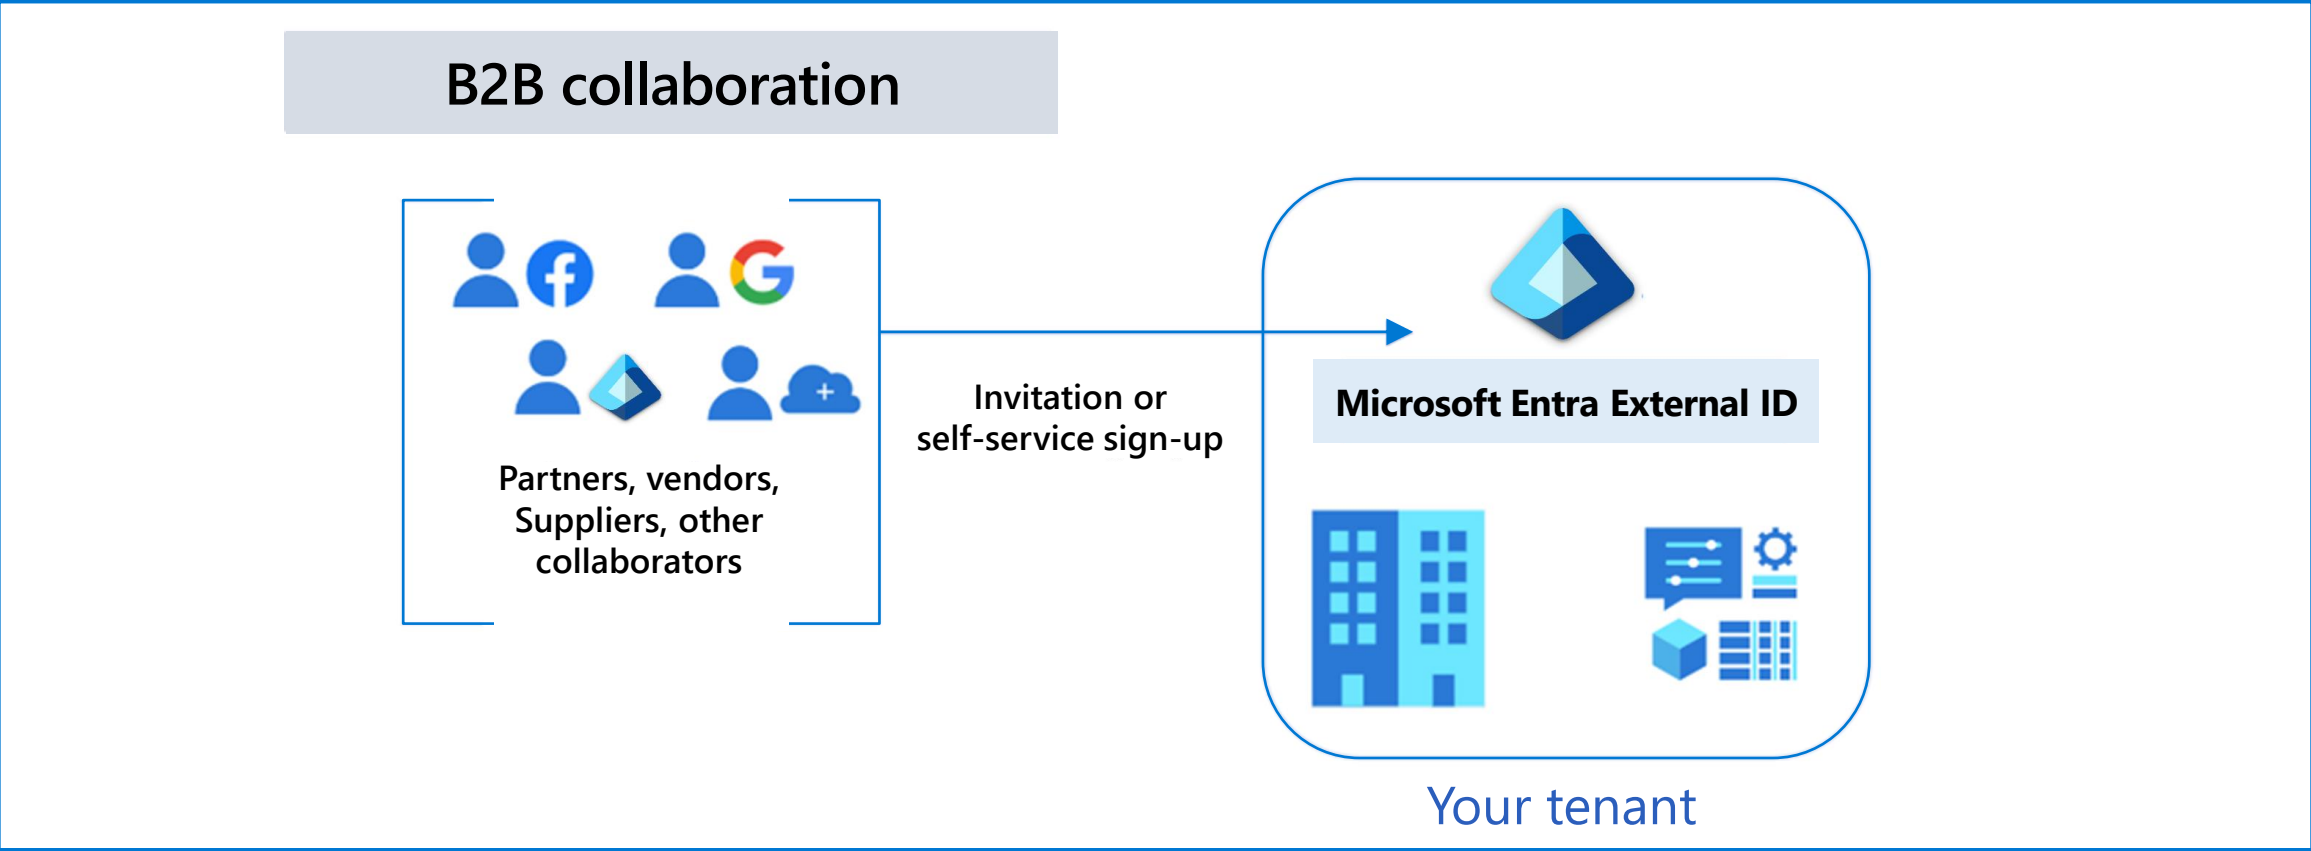 B2B collaboration
Partners, vendors,
Suppliers, other
collaborators
Invitation or
self-service sign-up
Microsoft Entra External ID
Your tenant